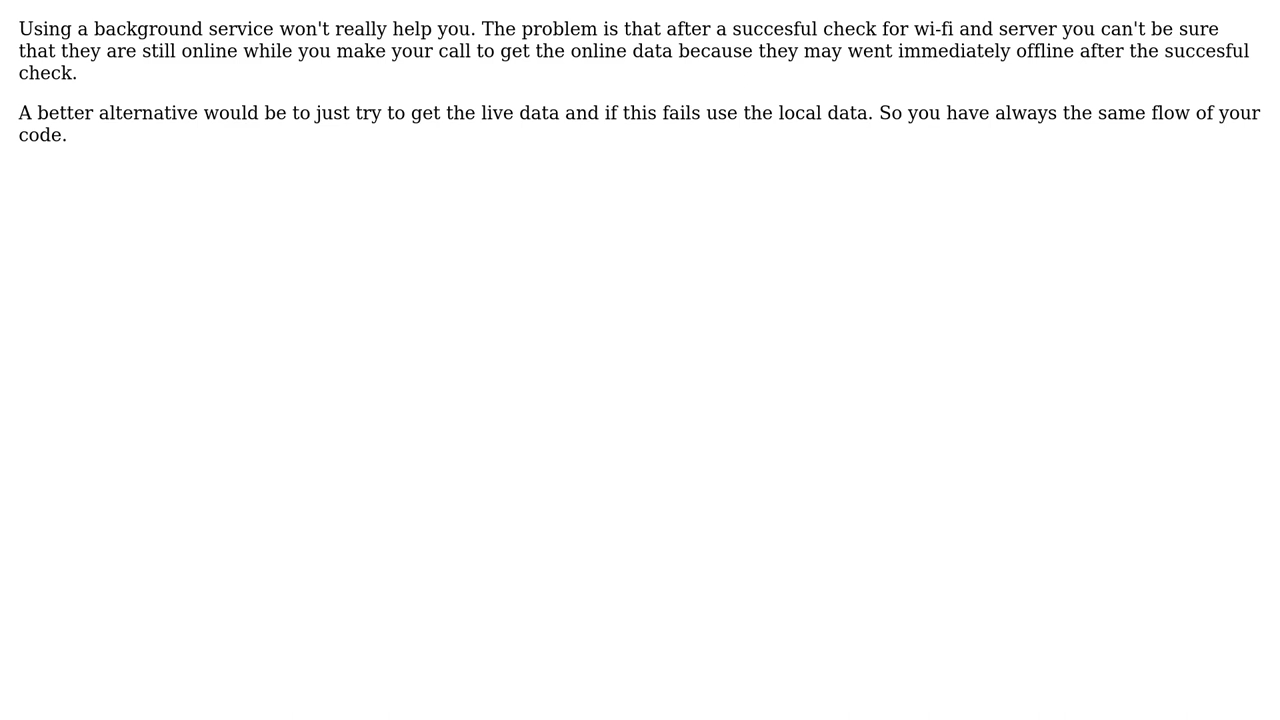 Using a background service won't really help you. The problem is that after a succesful check for wi-fi and server you can't be sure
that they are still online while you make your call to get the online data because they may went immediately offline after the succesful
check.
A better alternative would be to just try to get the live data and if this fails use the local data. So you have always the same flow of your
code.